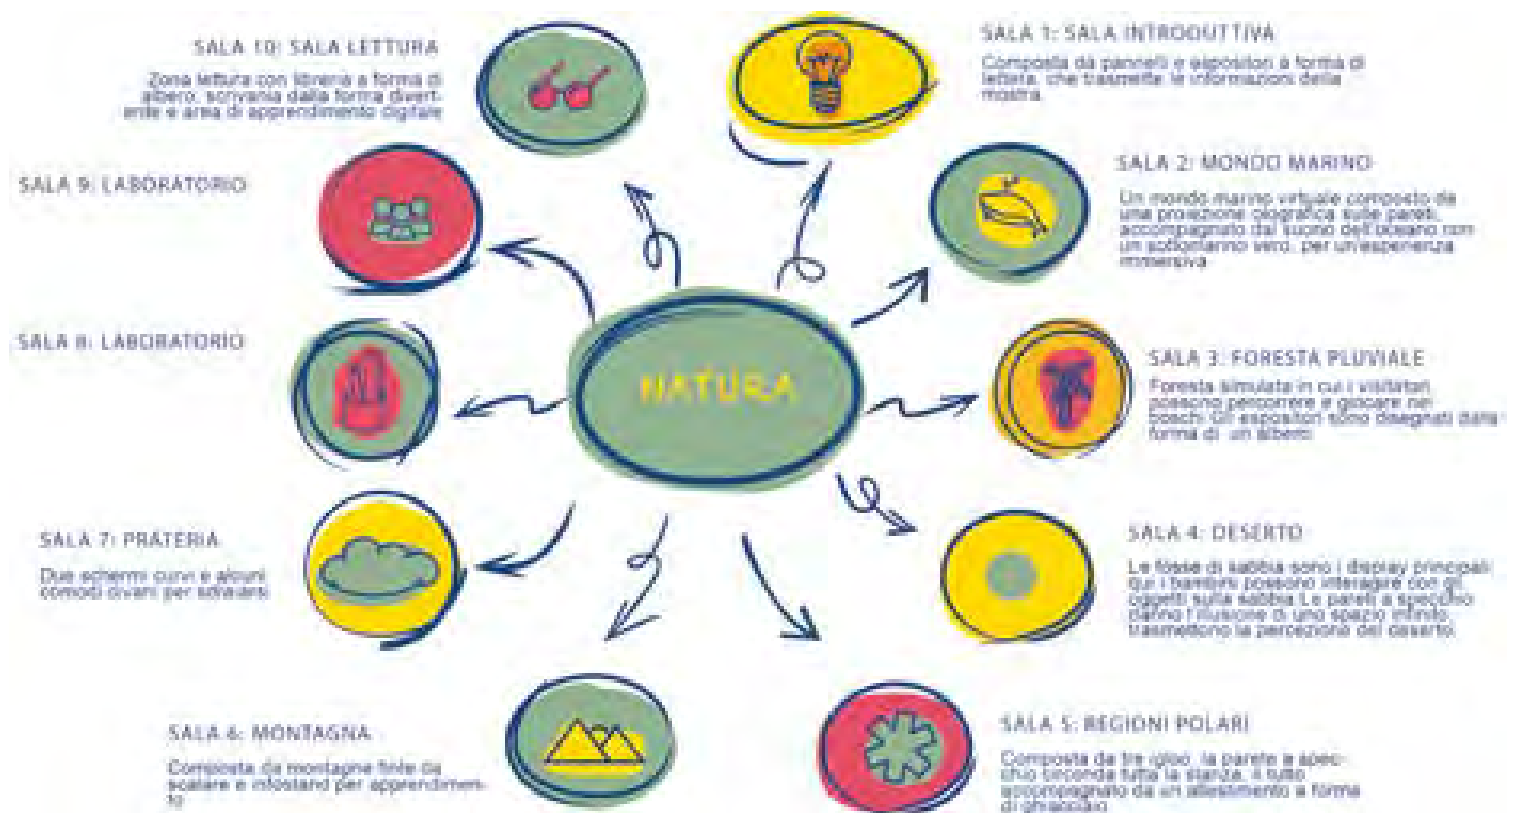 NATURA
SALA 1: SALA INTRODUTTIVA
Composta da pannelli e espositori a forma di
lettera, che trasmette le informazioni della
mostra
SALA 2: MONDO MARINO
Un mondo marino virtuale composto da
una proiezione olografica sulle pareti,
accompagnato dal suono dell'oceano con
un sottomarino vero, per un'esperienza
immersiva
SALA 3: FORESTA PLUVIALE
Foresta simulata in cui i visitatori
possono percorrere e giocare nei
boschi Gli espositori sono disegnati dalla
forma di un alberi
SALA 4: DESERTO
Le fosse di sabbia sono i display principali
qui i bambini possono interagire con gli
oggetti sulla sabbia Le pareti a specchio
danno l'illusione di uno spazio infinito,
trasmettono la percezione del deserto.
SALA 5: REGIONI POLARI
Composta da tre igloo, la parete a spec-
chio circonda tutta la stanza, il tutto
accompagnato da un allestimento a forma
di ghiacciaio
SALA 6: MONTAGNA
Composta da montagne finte da
scalare e infostand per apprendimen-
to
SALA 7: PRATERIA
Due schermi curvi e alcuni
comodi divani per sdraiarsi
SALA 8: LABORATORIO
SALA 9: LABORATORIO
SALA 10: SALA LETTURA
Zona lettura con libreria a forma di
albero, scrivania dalla forma divert-
ente e area di apprendimento digitale